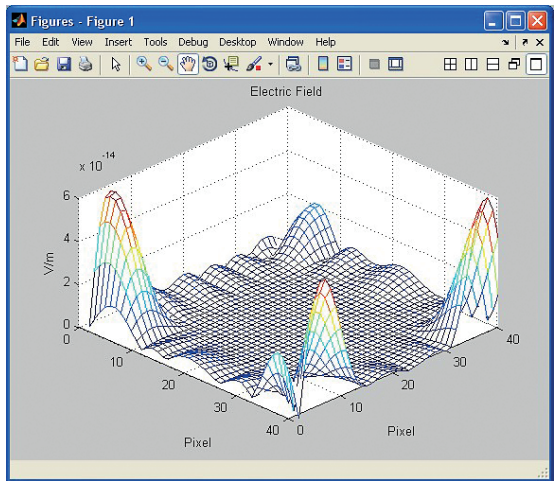 Figures - Figure 1
File Edit View Insert Tools Debug Desktop Window Help
Electric Field
x 10 -14
6
4
2
0
V/m
0
10
20
30
40
Pixel
0
10
20
30
40
Pixel